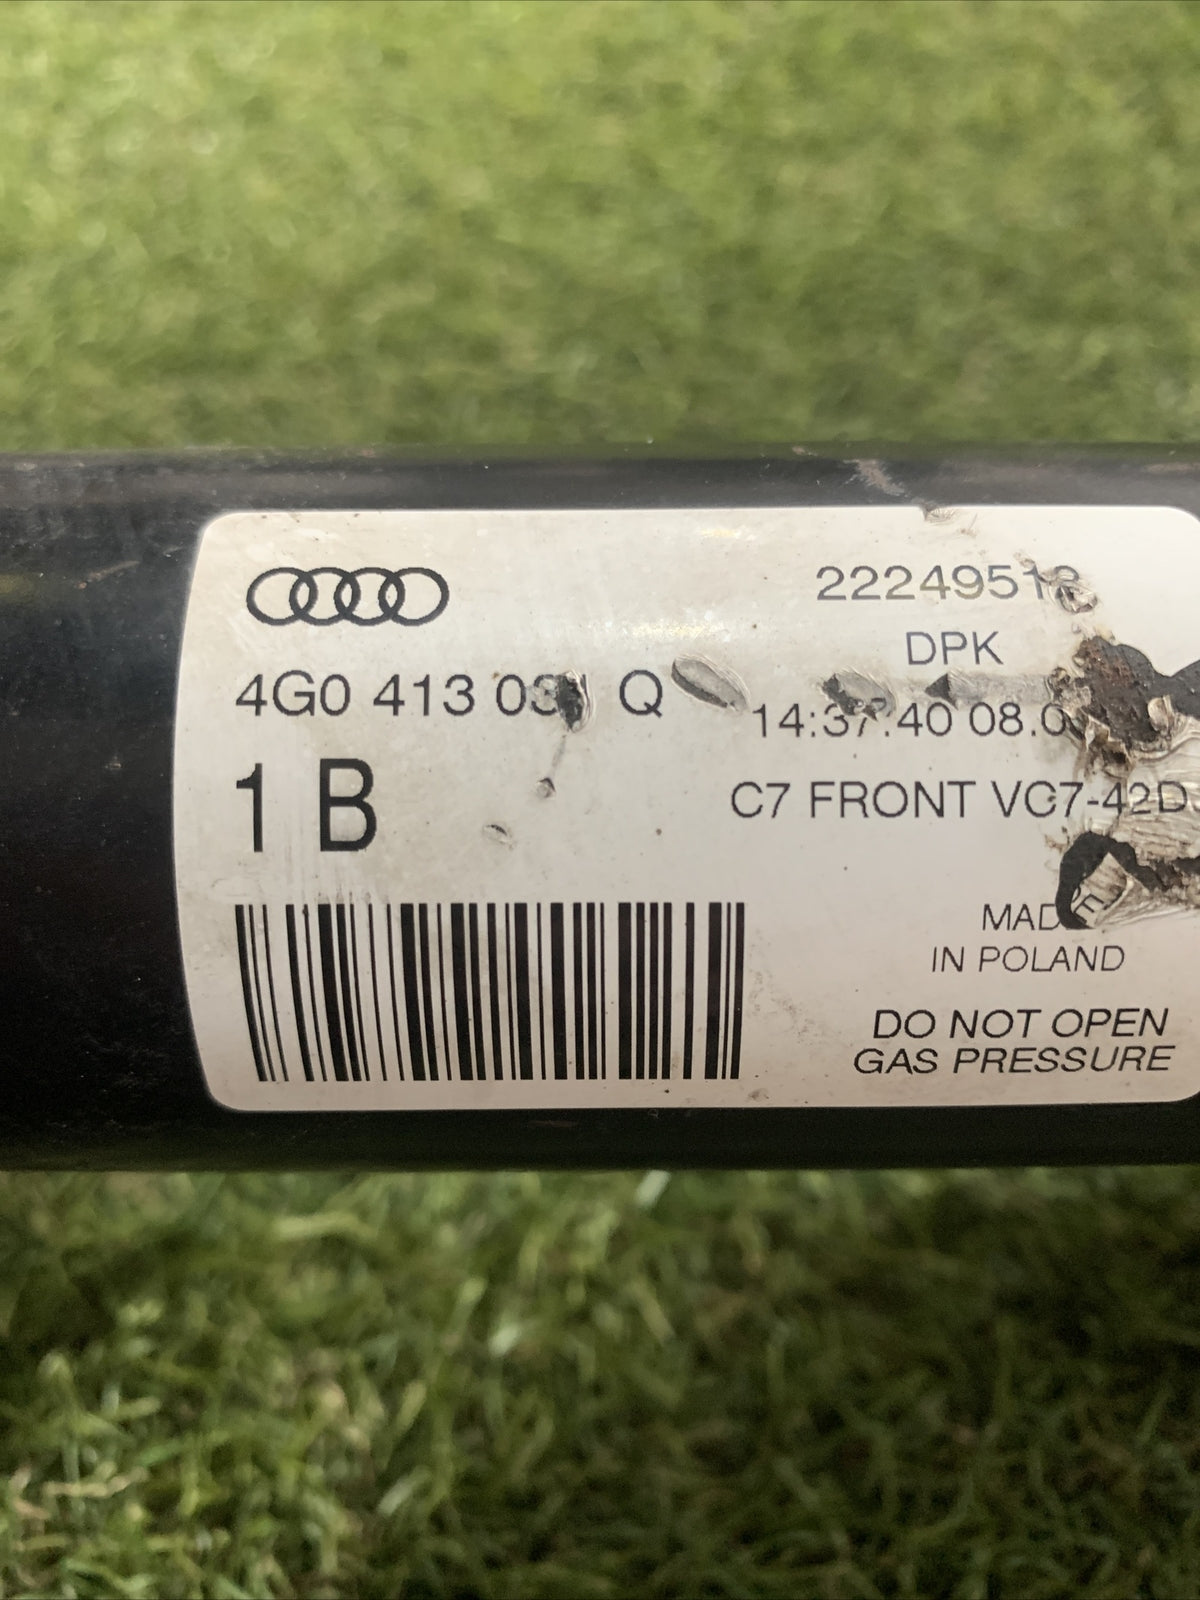 22249512
DPK
4G0 413 031 Q
14:37:40 08.0
1 B
C7 FRONT VC7-42D
MADE
IN POLAND
DO NOT OPEN
GAS PRESSURE